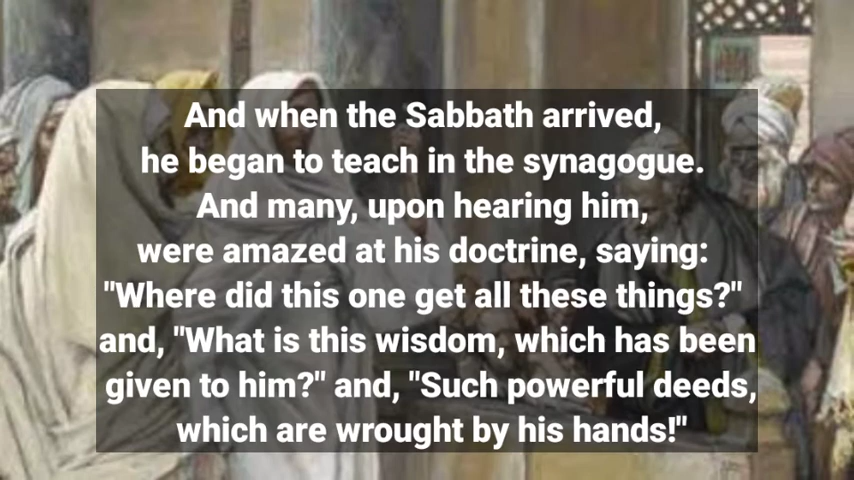 And when the Sabbath arrived,
he began to teach in the synagogue.
And many, upon hearing him,
were amazed at his doctrine, saying:
"Where did this one get all these things?"
and, "What is this wisdom, which has been
given to him?" and, "Such powerful deeds,
which are wrought by his hands!"